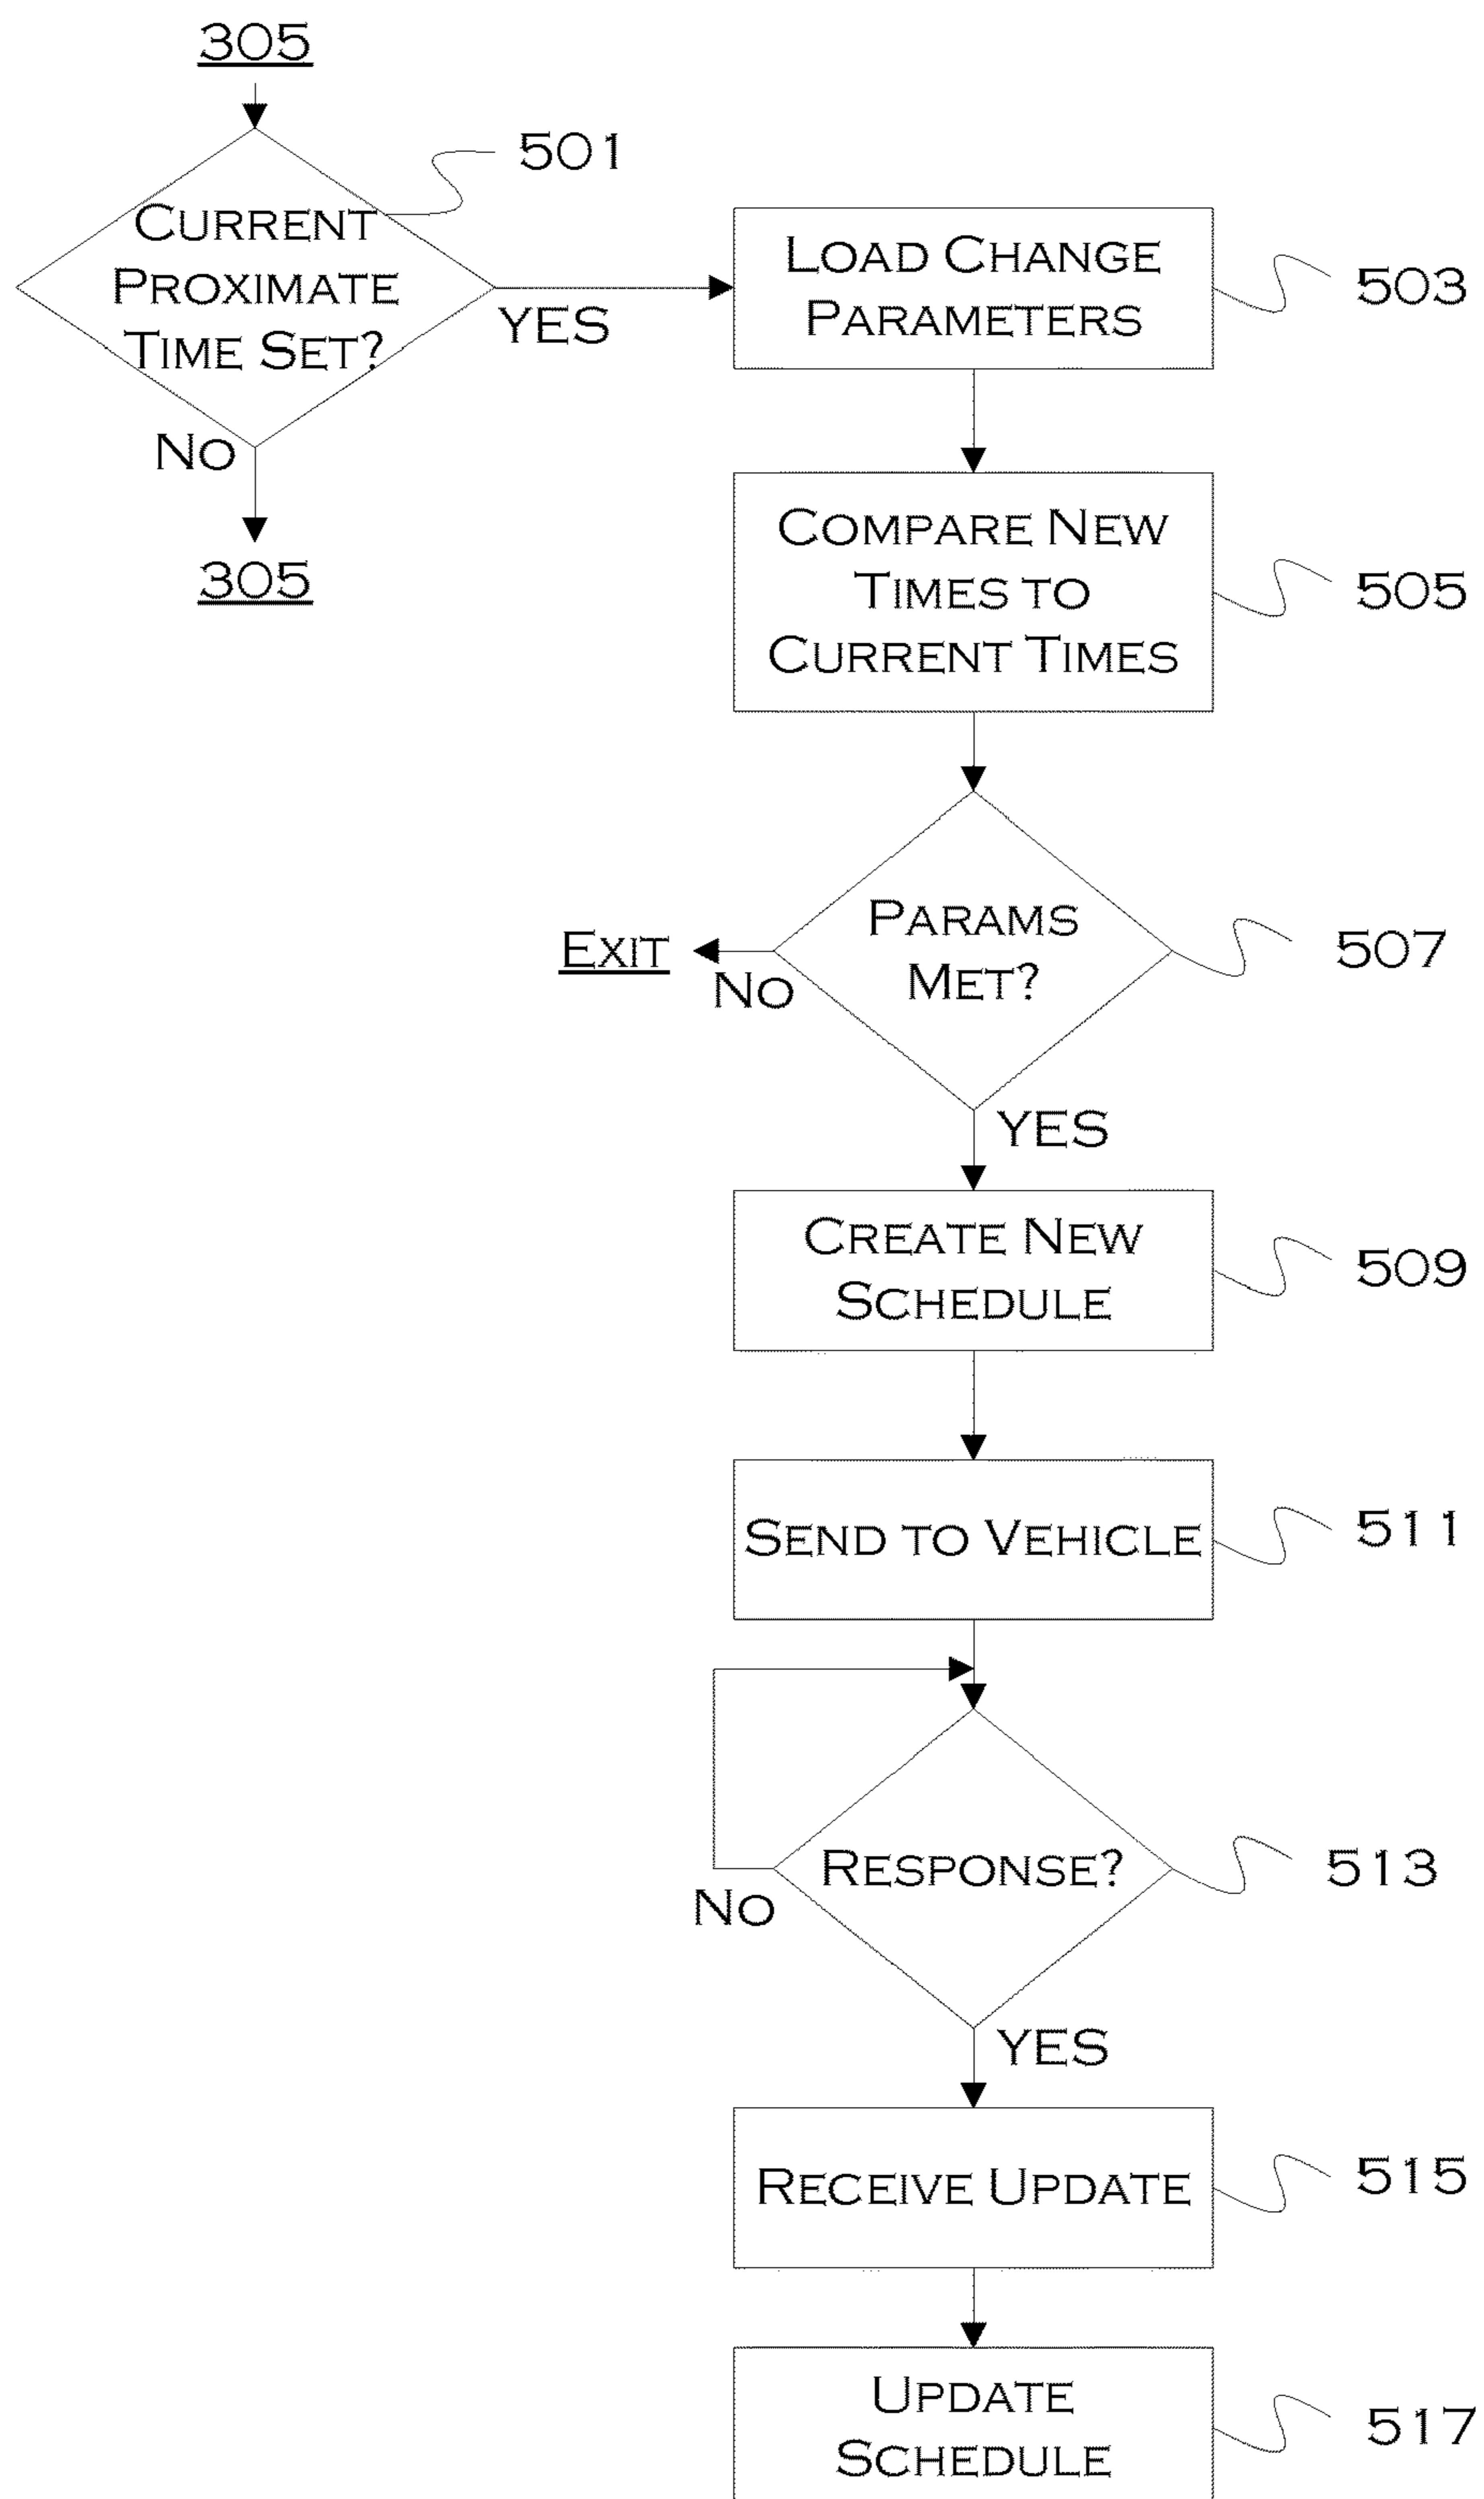 305
501
CURRENT
PROXIMATE
TIME SET?
YES
NO
305
LOAD CHANGE
PARAMETERS
503
COMPARE NEW
TIMES TO
CURRENT TIMES
505
PARAMS
MET?
507
EXIT
NO
YES
CREATE NEW
SCHEDULE
509
SEND TO VEHICLE
511
RESPONSE?
513
NO
YES
RECEIVE UPDATE
515
UPDATE
SCHEDULE
517